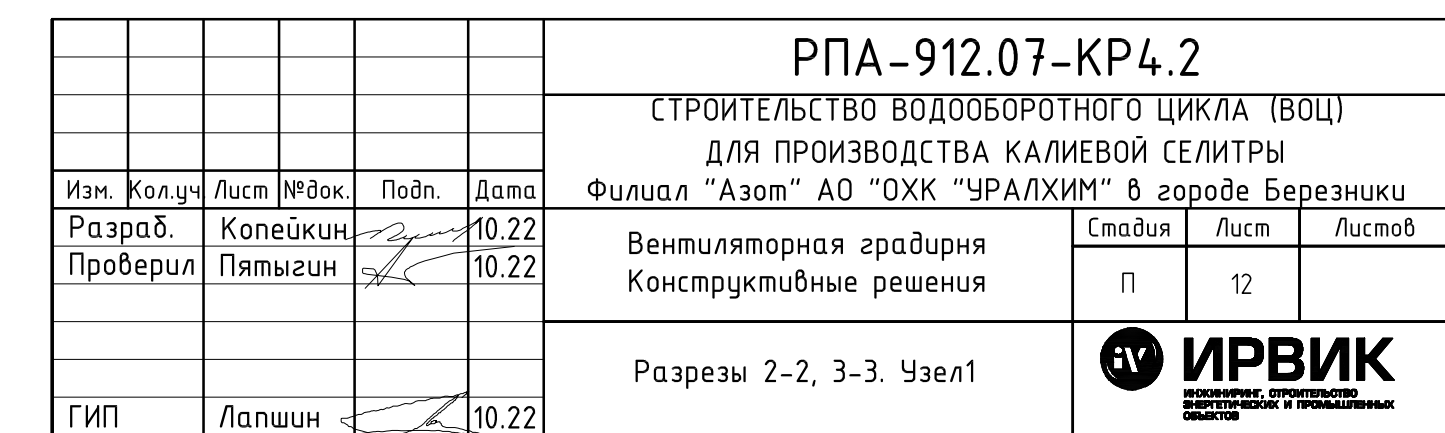 РПА-912.07-КР4.2
СТРОИТЕЛЬСТВО ВОДООБОРОТНОГО ЦИКЛА (ВОЦ)
ДЛЯ ПРОИЗВОДСТВА КАЛИЕВОЙ СЕЛИТРЫ
Изм. Кол.уч Лист №док. Подп. Дата
Филиал "Азот" АО "ОХК "УРАЛХИМ" в городе Березники
Разраб. Копейкин 10.22
Проверил Пятыгин 10.22
Вентиляторная градирня
Конструктивные решения
Стадия Лист Листов
П 12
Разрезы 2-2, 3-3. Узел1
ГИП Лапшин 10.22
iv ИРВИК
ИНЖИНИРИНГ, СТРОИТЕЛЬСТВО
ЭНЕРГЕТИЧЕСКИХ И ПРОМЫШЛЕННЫХ
ОБЪЕКТОВ